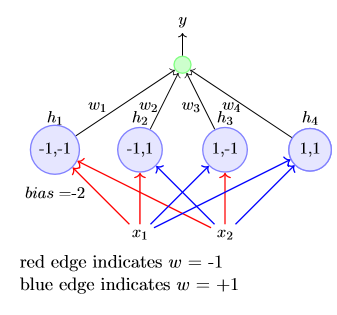 y
w₁ w₂ w₃ w₄
h₁ h₂ h₃ h₄
-1,-1 -1,1 1,-1 1,1
bias =-2
x₁ x₂
red edge indicates w = -1
blue edge indicates w = +1